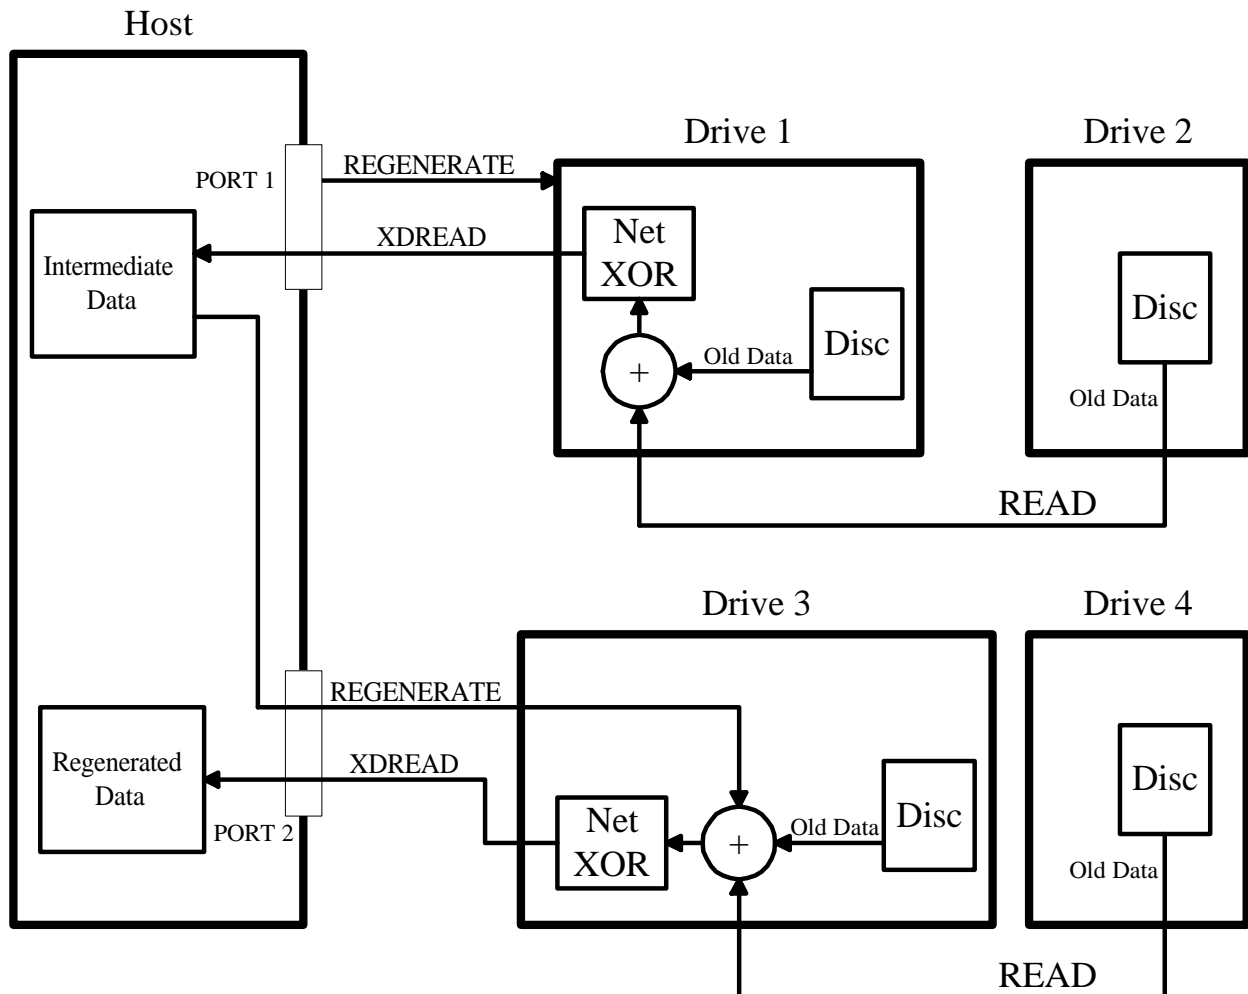 Host
Drive 1
Drive 2
PORT 1
REGENERATE
XDREAD
Intermediate
Data
Net
XOR
Old Data
Disc
+
Disc
Old Data
READ
Drive 3
Drive 4
REGENERATE
XDREAD
Regenerated
Data
PORT 2
Net
XOR
+
Old Data
Disc
Disc
Old Data
READ